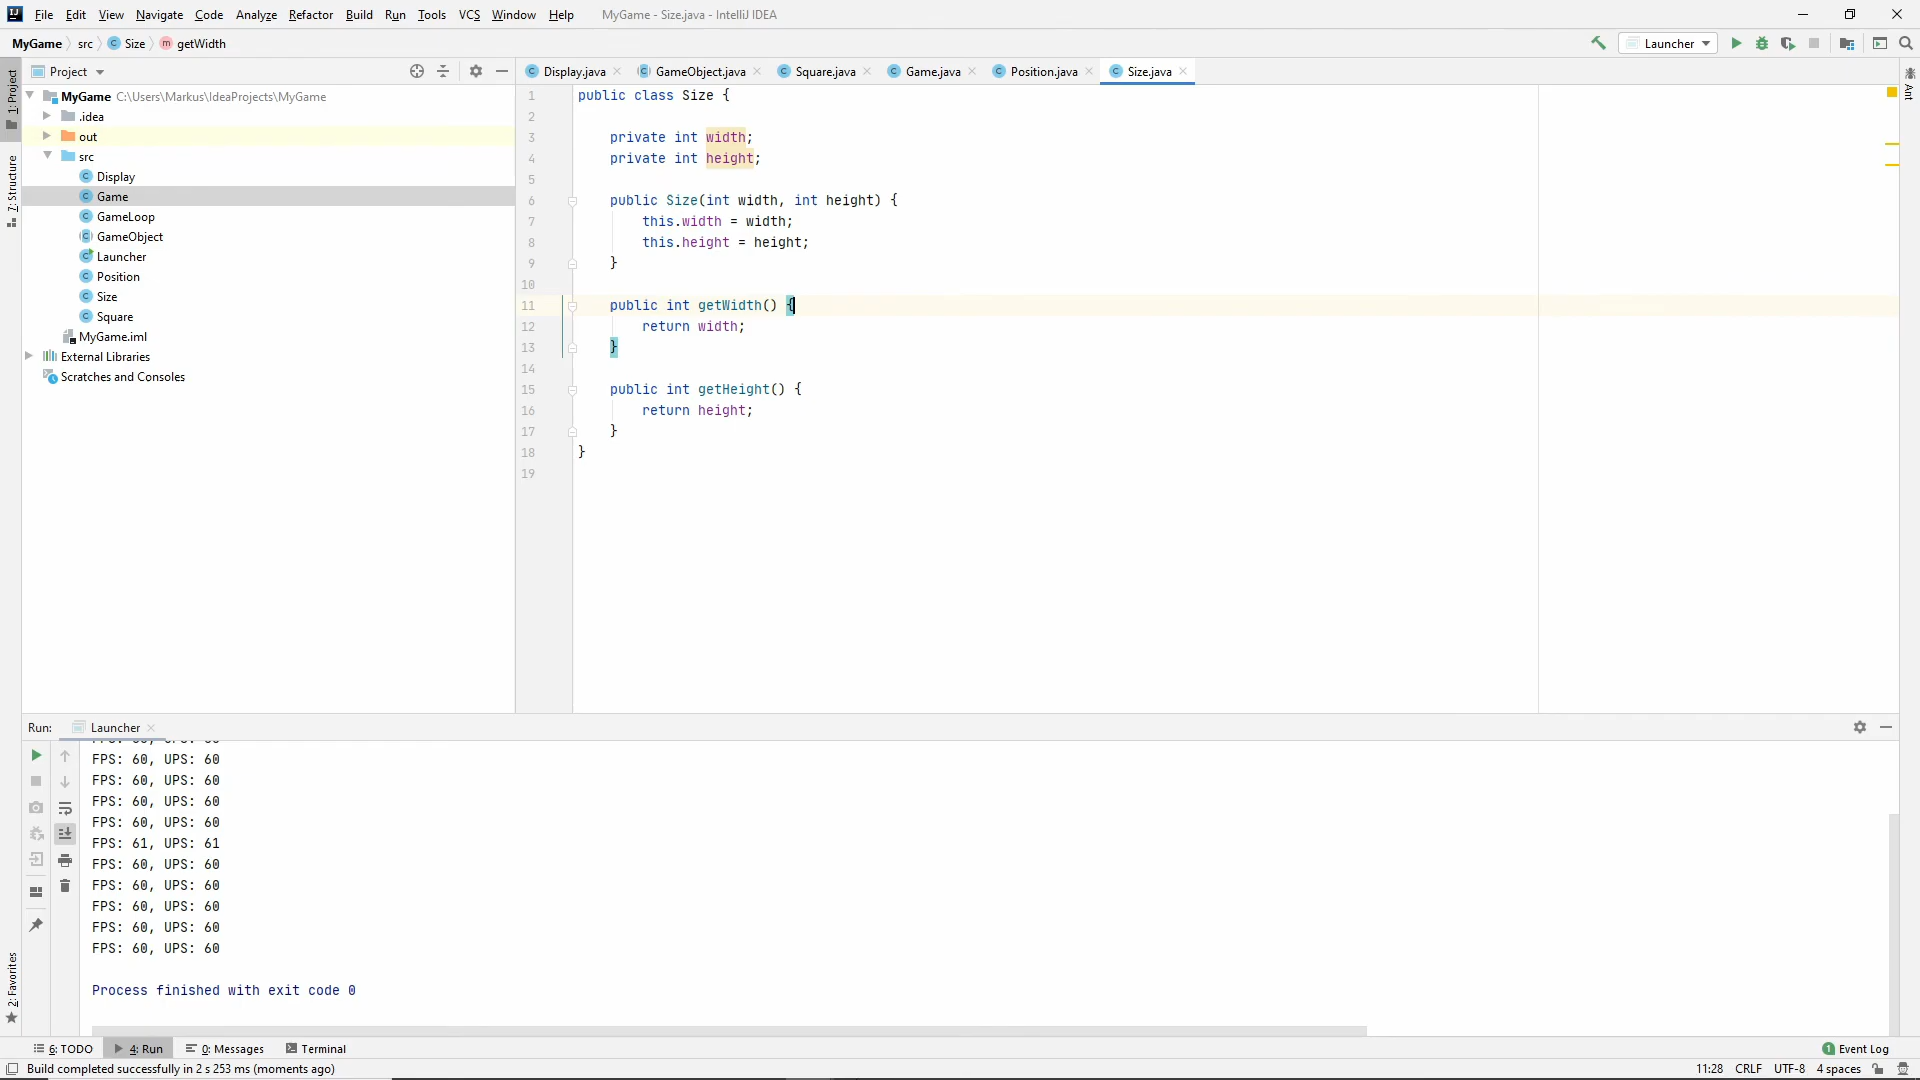 File Edit View Navigate Code Analyze Refactor Build Run Tools VCS Window Help MyGame - Size.java - IntelliJ IDEA
MyGame src Size getWidth
Launcher
1: Project
Project
Display.java GameObject.java Square.java Game.java Position.java Size.java
Ant
MyGame C:\Users\Markus\IdeaProjects\MyGame
.idea
out
src
Display
Game
GameLoop
GameObject
Launcher
Position
Size
Square
MyGame.iml
External Libraries
Scratches and Consoles
7: Structure
1 public class Size {
2
3 private int width;
4 private int height;
5
6 public Size(int width, int height) {
7 this.width = width;
8 this.height = height;
9 }
10
11 public int getWidth() {
12 return width;
13 }
14
15 public int getHeight() {
16 return height;
17 }
18 }
19
Run: Launcher
FPS: 60, UPS: 60
FPS: 60, UPS: 60
FPS: 60, UPS: 60
FPS: 60, UPS: 60
FPS: 61, UPS: 61
FPS: 60, UPS: 60
FPS: 60, UPS: 60
FPS: 60, UPS: 60
FPS: 60, UPS: 60
FPS: 60, UPS: 60
Process finished with exit code 0
2: Favorites
6: TODO 4: Run 0: Messages Terminal 1 Event Log
Build completed successfully in 2 s 253 ms (moments ago) 11:28 CRLF UTF-8 4 spaces